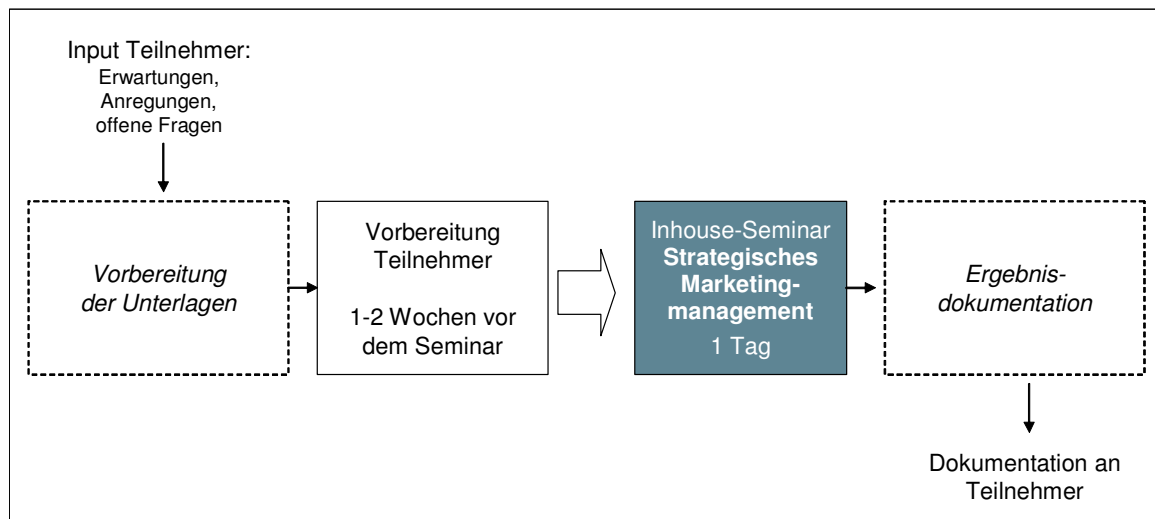 Input Teilnehmer:
Erwartungen,
Anregungen,
offene Fragen
Vorbereitung
der Unterlagen
Vorbereitung
Teilnehmer
1-2 Wochen vor
dem Seminar
Inhouse-Seminar
Strategisches
Marketing-
management
1 Tag
Ergebnis-
dokumentation
Dokumentation an
Teilnehmer